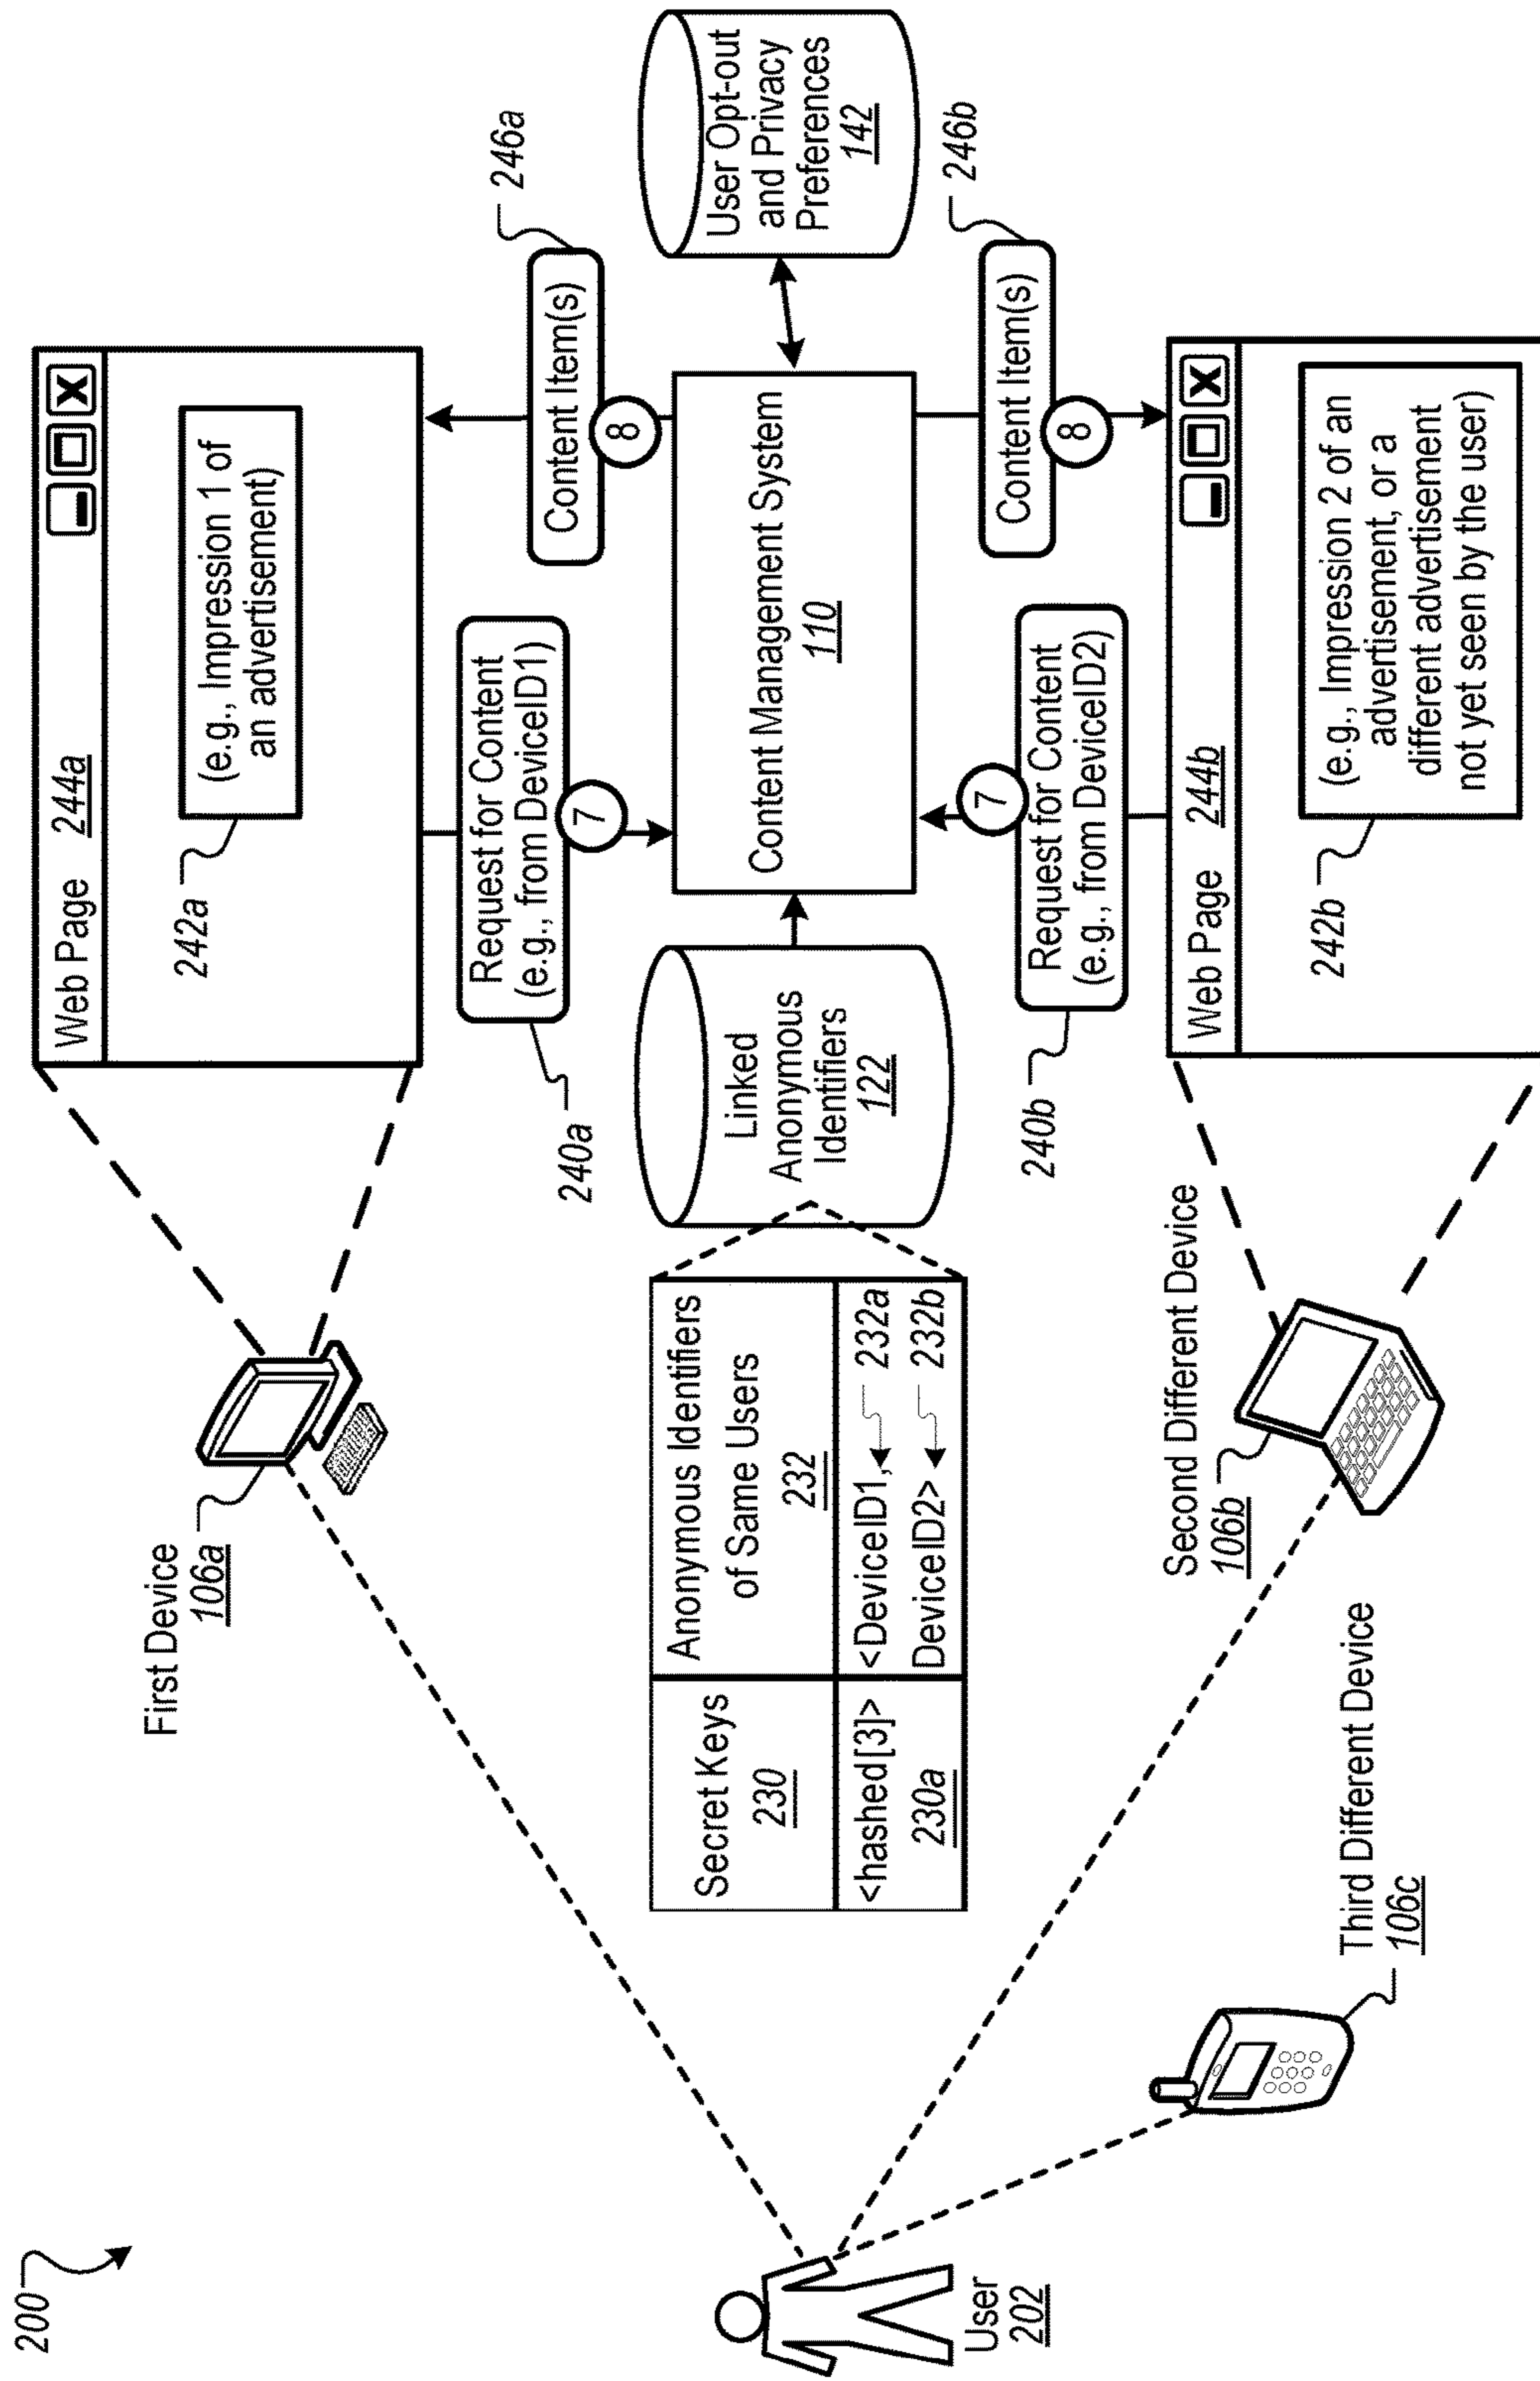 200
First Device
106a
Web Page 244a
X
242a
(e.g., Impression 1 of
an advertisement)
240a
Request for Content
(e.g., from DeviceID1)
7
Content Item(s)
8
246a
User
202
Secret Keys
230
Anonymous Identifiers
of Same Users
232
<hashed[3]>
230a
<DeviceID1,
232a
DeviceID2>
232b
Linked
Anonymous
Identifiers
122
Content Management System
110
User Opt-out
and Privacy
Preferences
142
240b
Request for Content
(e.g., from DeviceID2)
7
Content Item(s)
8
246b
Third Different Device
106c
Second Different Device
106b
Web Page 244b
X
242b
(e.g., Impression 2 of an
advertisement, or a
different advertisement
not yet seen by the user)